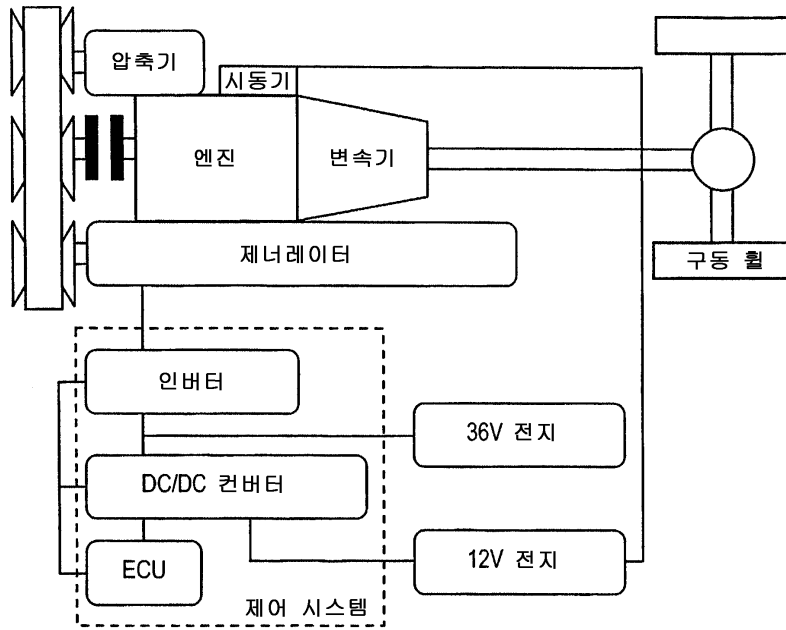 압축기
시동기
엔진
변속기
제너레이터
구동 휠
인버터
36V 전지
DC/DC 컨버터
ECU
12V 전지
제어 시스템